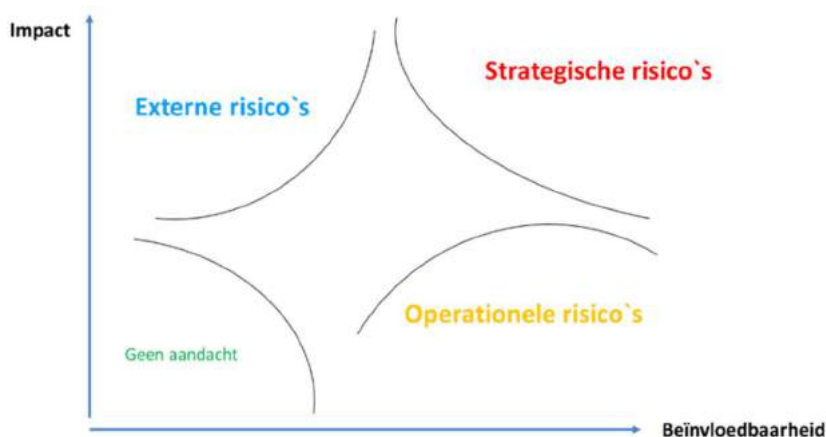 Impact
Strategische risico`s
Externe risico`s
Operationele risico`s
Geen aandacht
Beïnvloedbaarheid